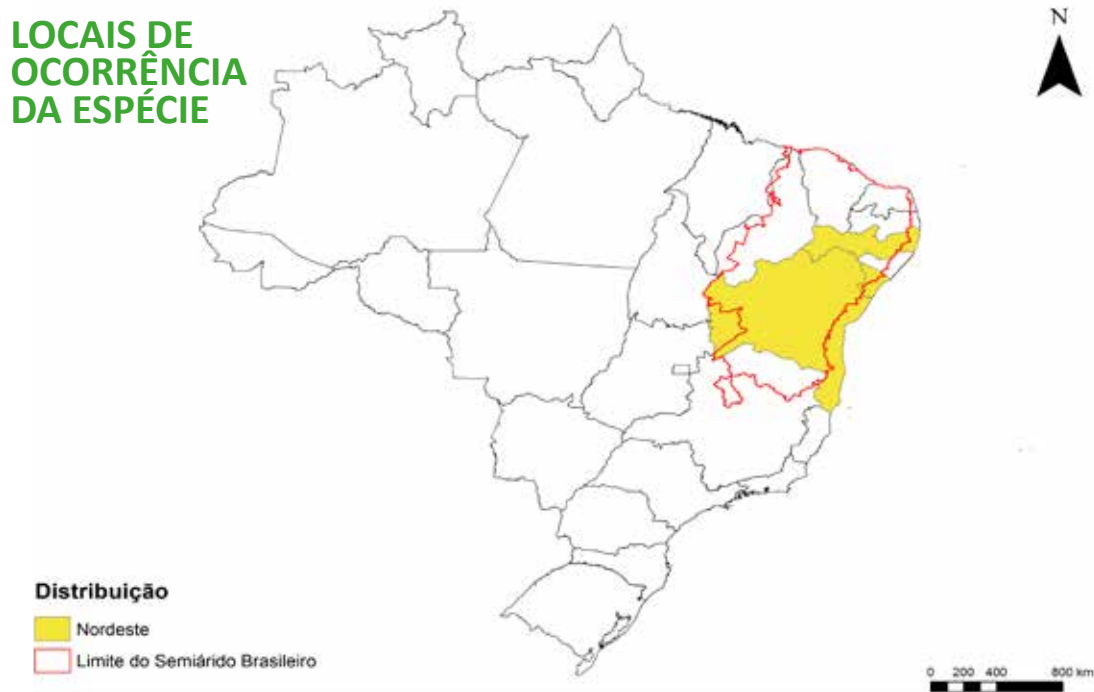 LOCAIS DE
OCORRÊNCIA
DA ESPÉCIE
N
Distribuição
Nordeste
Limite do Semiárido Brasileiro
0 200 400 800 km